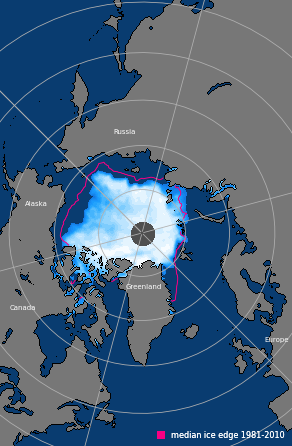 Russia
Alaska
Greenland
Canada
Europe
median ice edge 1981-2010